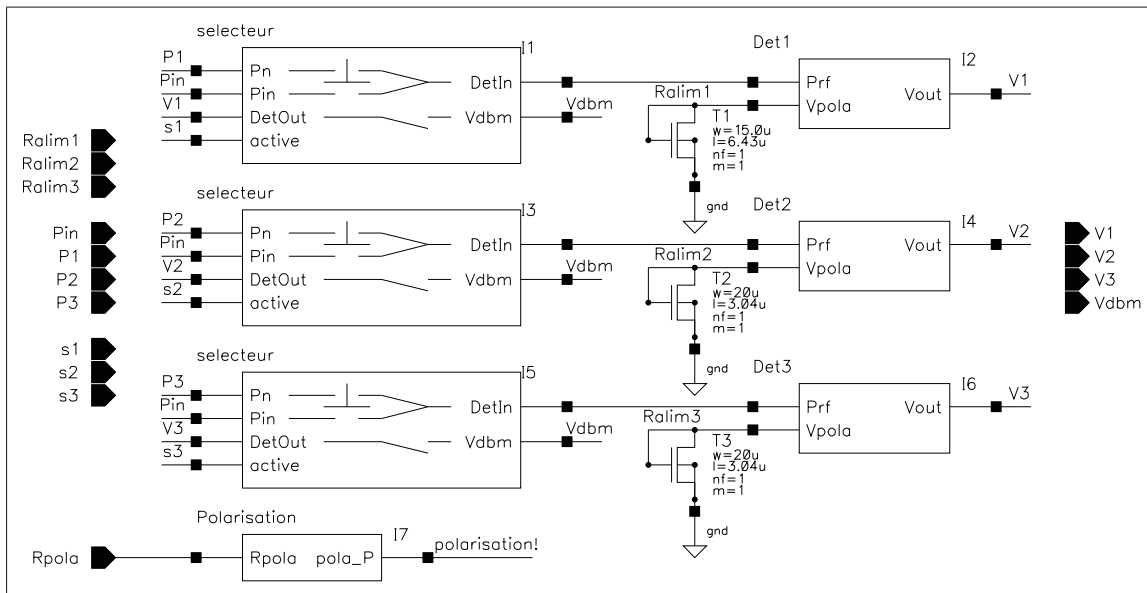 selecteur
I1
P1
Pin
V1
s1
Pn
Pin
DetOut
active
DetIn
Vdbm
Vdbm
Ralim1
T1
w=15.0u
l=6.43u
nf=1
m=1
gnd
Det1
I2
Prf
Vpola
Vout
V1
Ralim1
Ralim2
Ralim3
selecteur
I3
P2
Pin
V2
s2
Pn
Pin
DetOut
active
DetIn
Vdbm
Vdbm
Ralim2
T2
w=20u
l=3.04u
nf=1
m=1
gnd
Det2
I4
Prf
Vpola
Vout
V2
Pin
P1
P2
P3
V1
V2
V3
Vdbm
s1
s2
s3
selecteur
I5
P3
Pin
V3
s3
Pn
Pin
DetOut
active
DetIn
Vdbm
Vdbm
Ralim3
T3
w=20u
l=3.04u
nf=1
m=1
gnd
Det3
I6
Prf
Vpola
Vout
V3
Polarisation
I7
Rpola
Rpola pola_P
polarisation!